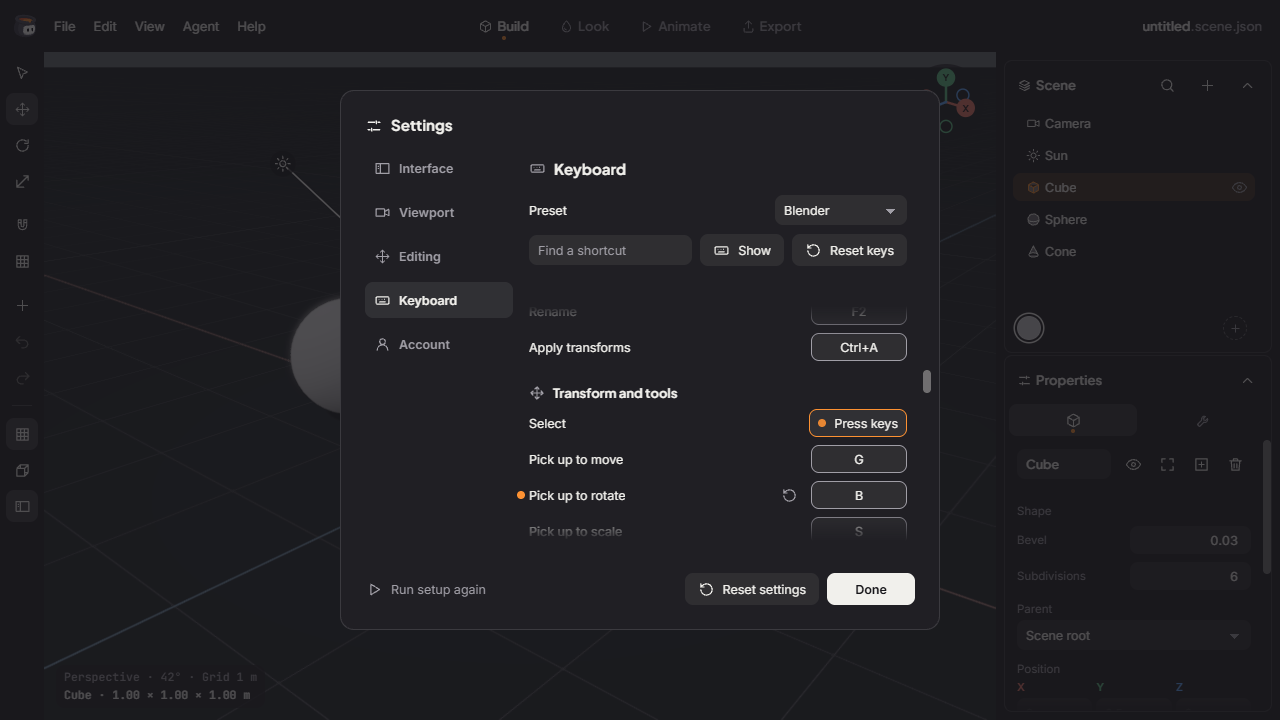 File Edit View Agent Help
Build Look Animate Export
untitled.scene.json
Y
X
Scene
Camera
Sun
Cube
Sphere
Cone
Settings
Interface
Viewport
Editing
Keyboard
Account
Keyboard
Preset Blender
Find a shortcut Show Reset keys
Rename F2
Apply transforms Ctrl+A
Transform and tools
Select Press keys
Pick up to move G
Pick up to rotate B
Pick up to scale S
Run setup again Reset settings Done
Properties
Cube
Shape
Bevel 0.03
Subdivisions 6
Parent
Scene root
Position
X Y Z
Perspective · 42° · Grid 1 m
Cube · 1.00 × 1.00 × 1.00 m